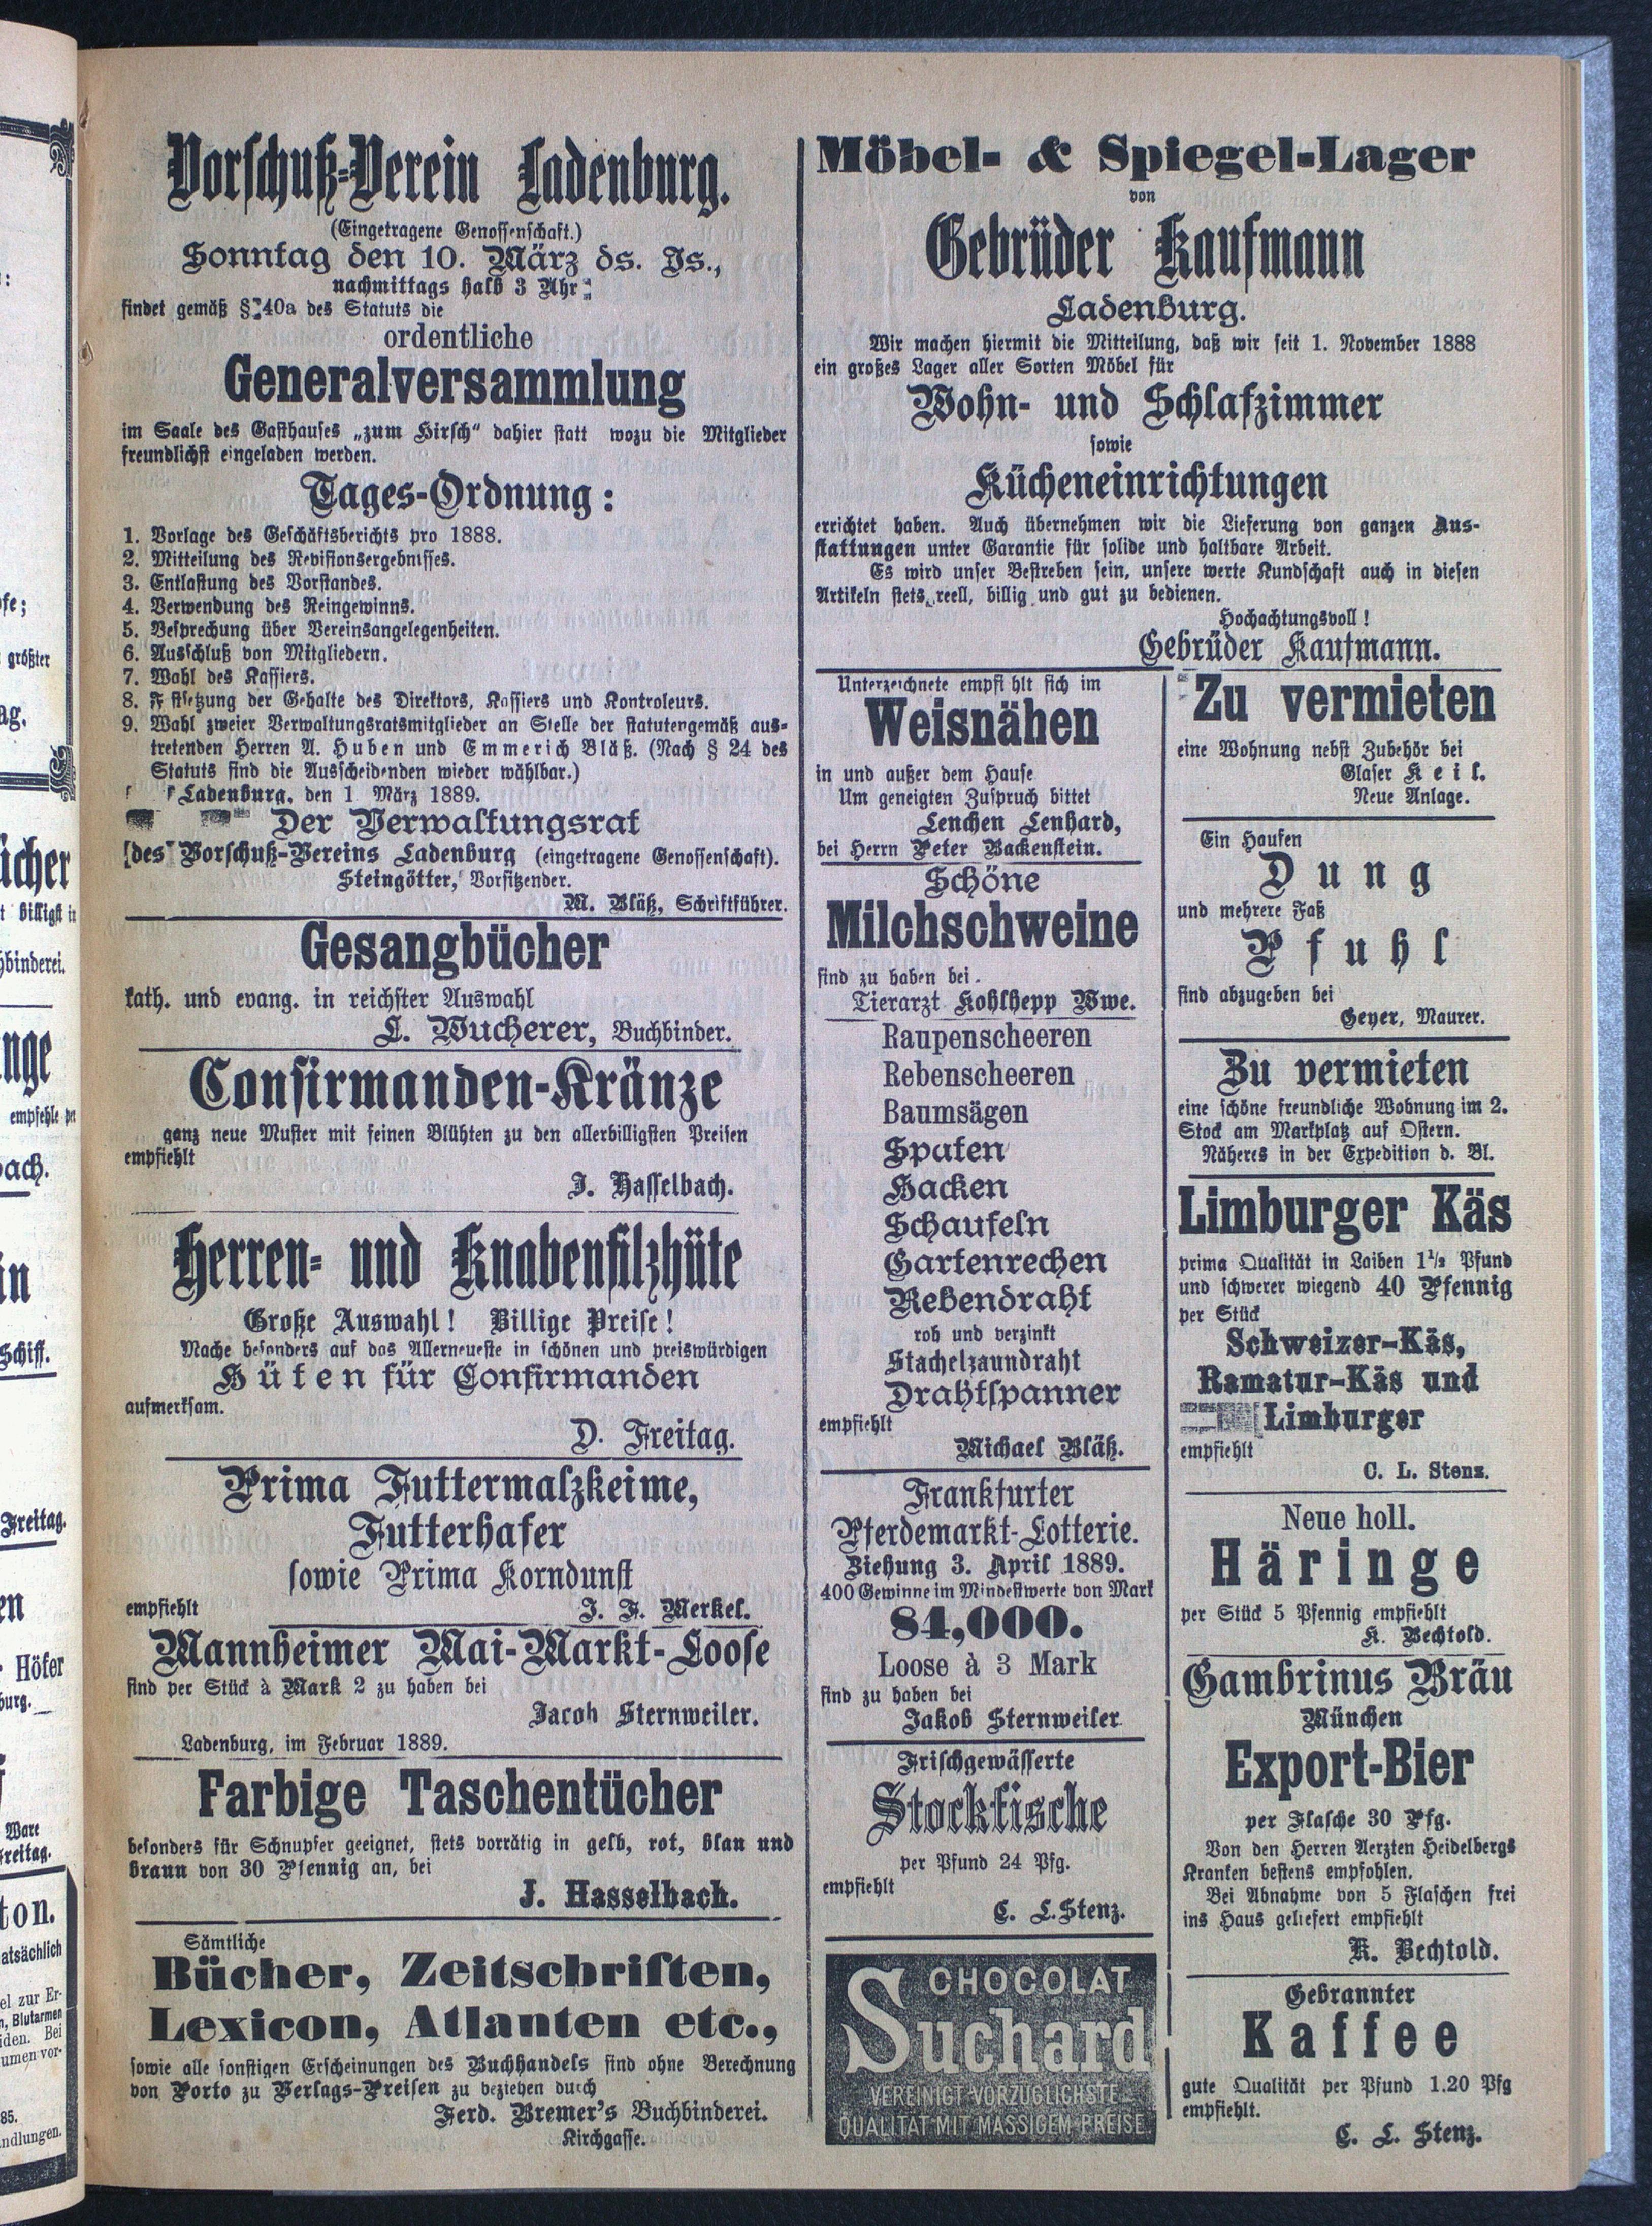 Vorschuß-Verein Ladenburg.
(Eingetragene Genossenschaft.)
Sonntag den 10. März ds. Js.,
nachmittags halb 3 Uhr
findet gemäß § 40a des Statuts die
ordentliche
Generalversammlung
im Saale des Gasthauses „zum Hirsch“ dahier statt wozu die Mitglieder
freundlichst eingeladen werden.
Tages-Ordnung:
1. Vorlage des Geschäftsberichts pro 1888.
2. Mitteilung des Revisionsergebnisses.
3. Entlastung des Vorstandes.
4. Verwendung des Reingewinns.
5. Besprechung über Vereinsangelegenheiten.
6. Ausschluß von Mitgliedern.
7. Wahl des Kassiers.
8. F stsetzung der Gehalte des Direktors, Kassiers und Kontroleurs.
9. Wahl zweier Verwaltungsratsmitglieder an Stelle der statutengemäß aus-
tretenden Herren A. Huben und Emmerich Bläß. (Nach § 24 des
Statuts sind die Ausscheidenden wieder wählbar.)
Ladenburg, den 1 März 1889.
Der Verwaltungsrat
des Vorschuß-Vereins Ladenburg (eingetragene Genossenschaft).
Steingötter, Vorsitzender.
M. Bläß, Schriftführer.
Gesangbücher
kath. und evang. in reichster Auswahl
L. Wucherer, Buchbinder.
Confirmanden-Kränze
ganz neue Muster mit feinen Blühten zu den allerbilligsten Preisen
empfiehlt
J. Hasselbach.
Herren- und Knabenfilzhüte
Große Auswahl! Billige Preise!
Mache besonders auf das Allerneueste in schönen und preiswürdigen
Hüten für Confirmanden
aufmerksam.
D. Freitag.
Prima Futtermalzkeime,
Futterhafer
sowie Prima Korndunst
empfiehlt
J. F. Merkel.
Mannheimer Mai-Markt-Loose
sind per Stück à Mark 2 zu haben bei
Jacob Sternweiler.
Ladenburg, im Februar 1889.
Farbige Taschentücher
besonders für Schnupfer geeignet, stets vorrätig in gelb, rot, blau und
braun von 30 Pfennig an, bei
J. Hasselbach.
Sämtliche
Bücher, Zeitschriften,
Lexicon, Atlanten etc.,
sowie alle sonstigen Erscheinungen des Buchhandels sind ohne Berechnung
von Porto zu Verlags-Preisen zu beziehen durch
Ferd. Bremer's Buchbinderei.
Kirchgasse.
Möbel- & Spiegel-Lager
von
Gebrüder Kaufmann
Ladenburg.
Wir machen hiermit die Mitteilung, daß wir seit 1. November 1888
ein großes Lager aller Sorten Möbel für
Wohn- und Schlafzimmer
sowie
Kücheneinrichtungen
errichtet haben. Auch übernehmen wir die Lieferung von ganzen Aus-
stattungen unter Garantie für solide und haltbare Arbeit.
Es wird unser Bestreben sein, unsere werte Kundschaft auch in diesen
Artikeln stets reell, billig und gut zu bedienen.
Hochachtungsvoll!
Gebrüder Kaufmann.
Unterzeichnete empfi hlt sich im
Weisnähen
in und außer dem Hause
Um geneigten Zuspruch bittet
Lenchen Lenhard,
bei Herrn Peter Backenstein.
Schöne
Milchschweine
sind zu haben bei
Tierarzt Kohlhepp Wwe.
Raupenscheeren
Rebenscheeren
Baumsägen
Spaten
Hacken
Schaufeln
Gartenrechen
Rebendraht
roh und verzinkt
Stachelzaundraht
Drahtspanner
empfiehlt
Michael Bläß.
Frankfurter
Pferdemarkt-Lotterie.
Ziehung 3. April 1889.
400 Gewinne im Mindestwerte von Mark
84,000.
Loose à 3 Mark
sind zu haben bei
Jakob Sternweiler
Frischgewässerte
Stockfische
per Pfund 24 Pfg.
empfiehlt
C. L. Stenz.
CHOCOLAT
Suchard
VEREINIGT VORZÜGLICHSTE
QUALITÄT MIT MÄSSIGEM PREISE
Zu vermieten
eine Wohnung nebst Zubehör bei
Glaser Keil.
Neue Anlage.
Ein Haufen
Dung
und mehrere Faß
Pfuhl
sind abzugeben bei
Geyer, Maurer.
Zu vermieten
eine schöne freundliche Wohnung im 2.
Stock am Marktplatz auf Ostern.
Näheres in der Expedition d. Bl.
Limburger Käs
prima Qualität in Laiben 1½ Pfund
und schwerer wiegend 40 Pfennig
per Stück
Schweizer-Käs,
Ramatur-Käs und
Limburger
empfiehlt
C. L. Stenz.
Neue holl.
Häringe
per Stück 5 Pfennig empfiehlt
K. Bechtold.
Gambrinus Bräu
München
Export-Bier
per Flasche 30 Pfg.
Von den Herren Aerzten Heidelbergs
Kranken bestens empfohlen.
Bei Abnahme von 5 Flaschen frei
ins Haus geliefert empfiehlt
K. Bechtold.
Gebrannter
Kaffee
gute Qualität per Pfund 1.20 Pfg
empfiehlt.
C. L. Stenz.